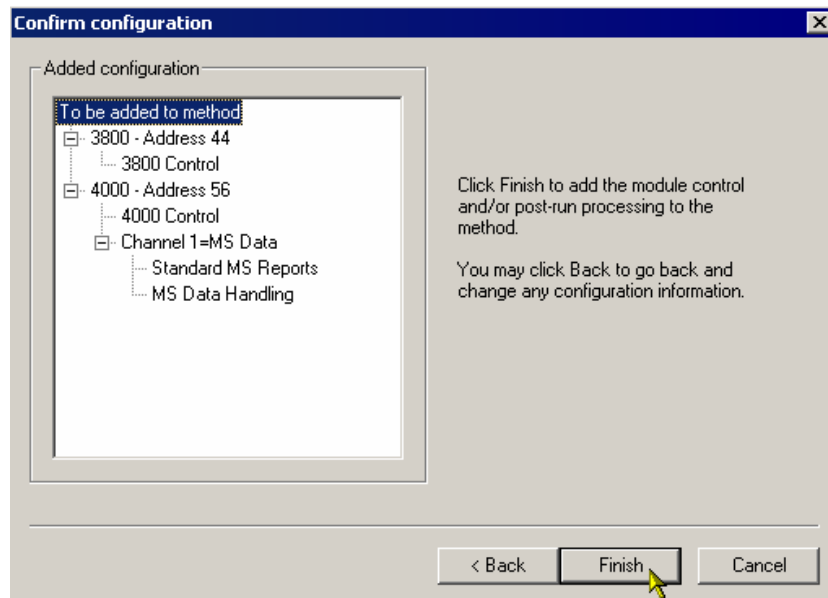 Confirm configuration
Added configuration
To be added to method
3800 - Address 44
3800 Control
4000 - Address 56
4000 Control
Channel 1=MS Data
Standard MS Reports
MS Data Handling
Click Finish to add the module control
and/or post-run processing to the
method.
You may click Back to go back and
change any configuration information.
< Back
Finish
Cancel